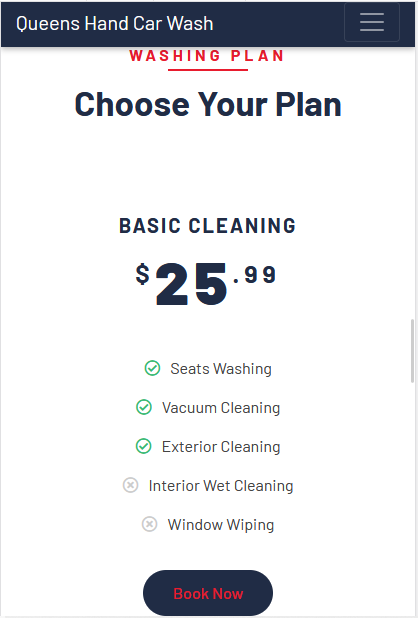 Queens Hand Car Wash
WASHING PLAN
Choose Your Plan
BASIC CLEANING
$25.99
Seats Washing
Vacuum Cleaning
Exterior Cleaning
Interior Wet Cleaning
Window Wiping
Book Now